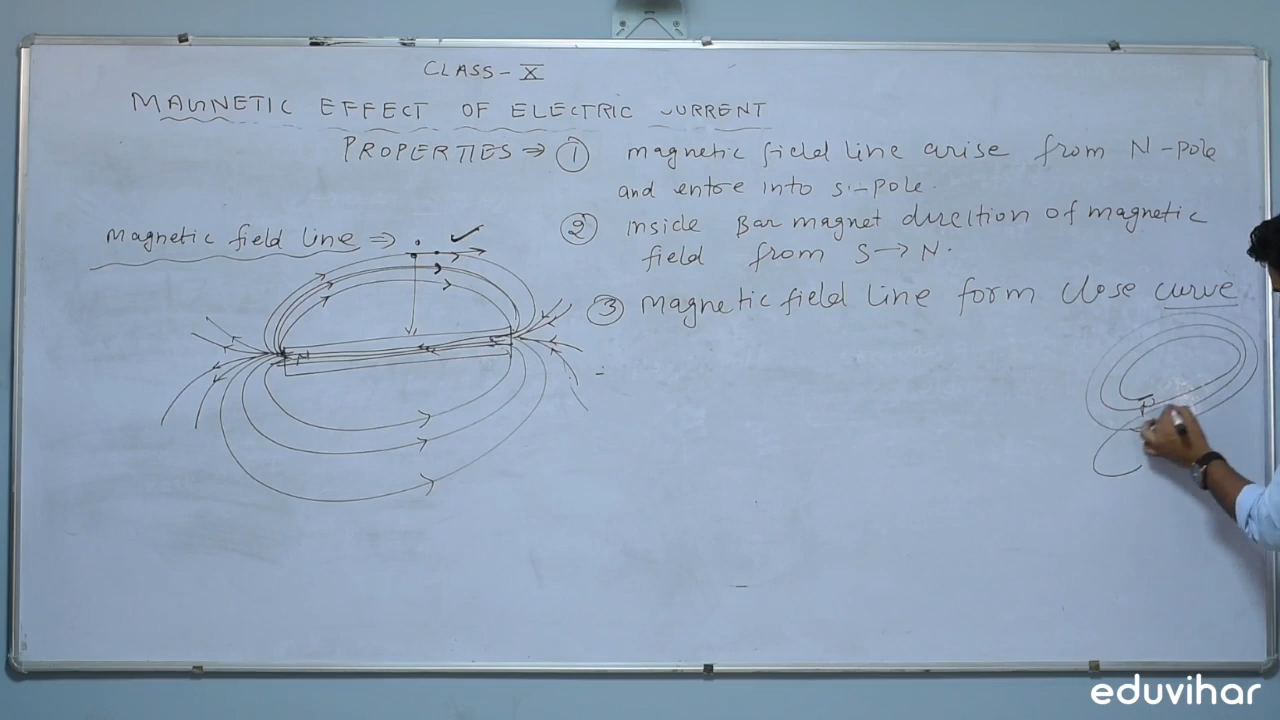 CLASS - X
MAGNETIC EFFECT OF ELECTRIC CURRENT
PROPERTIES ⇒ ① magnetic field line arise from N-pole
and entre into s-pole.
② inside Bar magnet direction of magnetic
field from S → N.
③ Magnetic field line form close curve
Magnetic field line ⇒
N
eduvihar